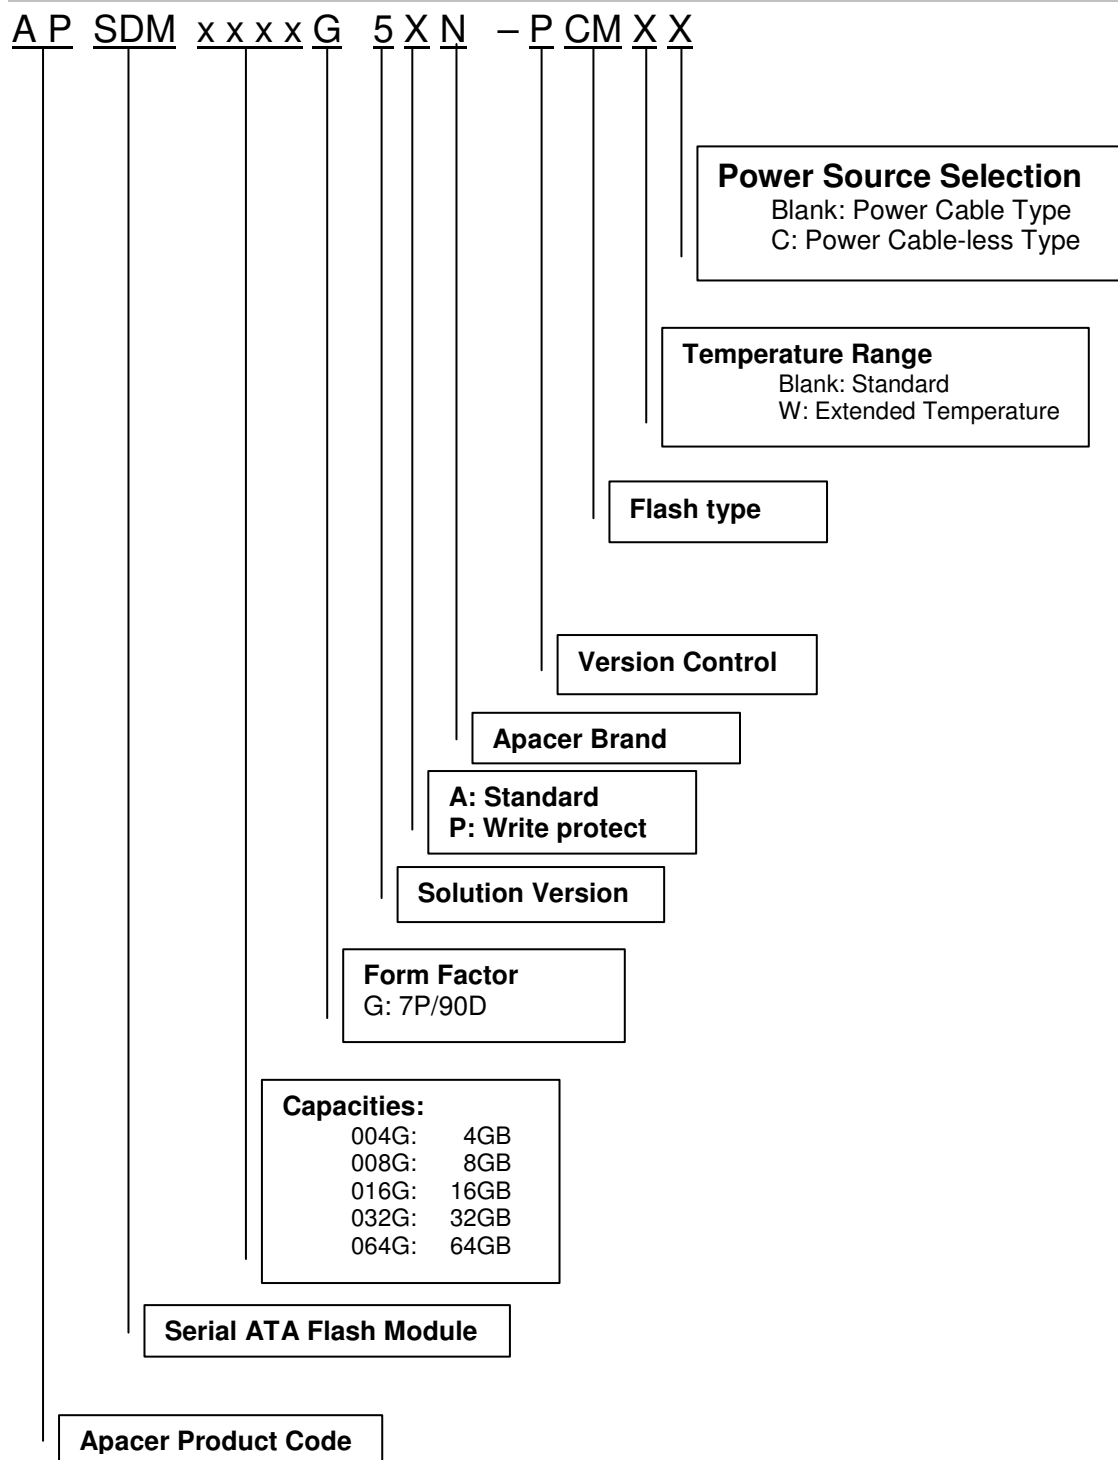 A P SDM x x x x G 5 X N – P CM X X
Power Source Selection
Blank: Power Cable Type
C: Power Cable-less Type
Temperature Range
Blank: Standard
W: Extended Temperature
Flash type
Version Control
Apacer Brand
A: Standard
P: Write protect
Solution Version
Form Factor
G: 7P/90D
Capacities:
004G: 4GB
008G: 8GB
016G: 16GB
032G: 32GB
064G: 64GB
Serial ATA Flash Module
Apacer Product Code